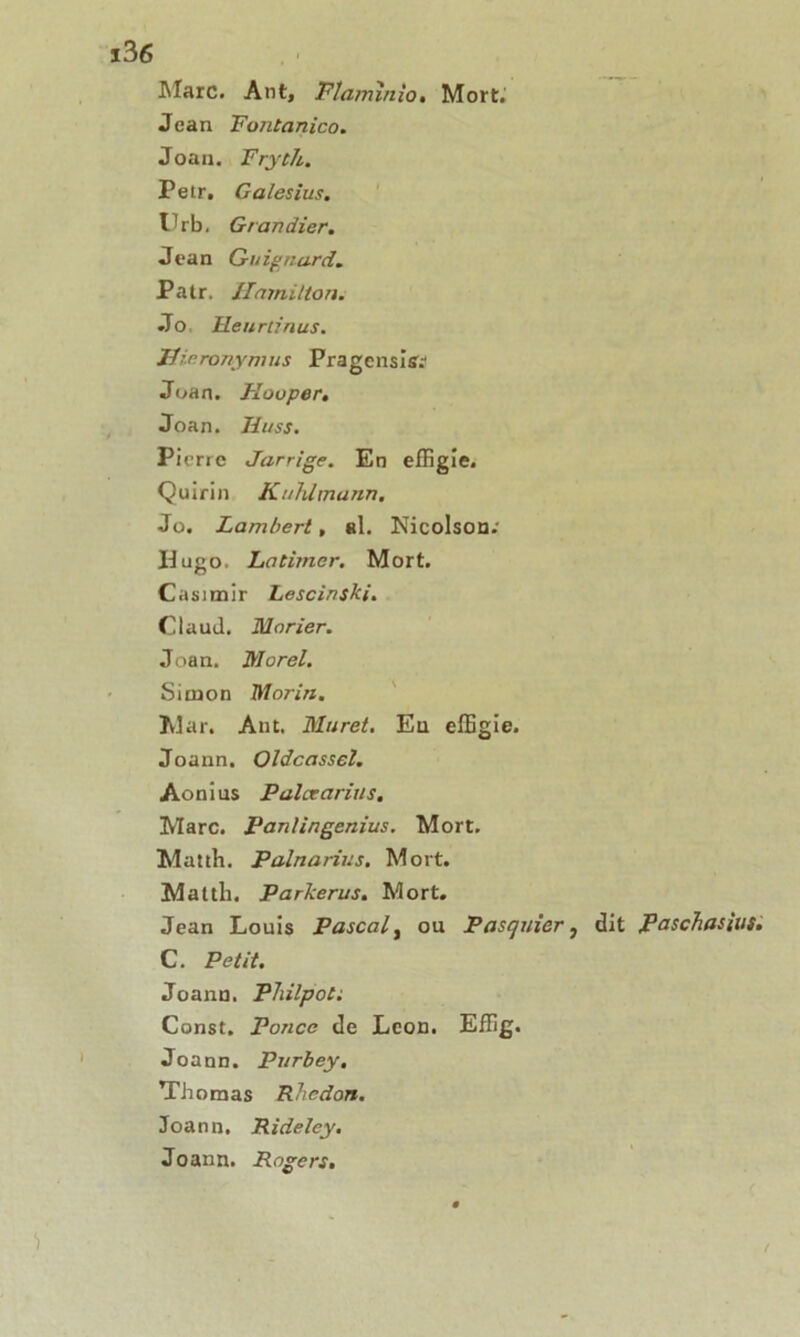 136
Marc. Ant, Flaminio. Mort.
Jean Fontanico.
Joan. Fryth.
Petr. Galesius.
Urb. Grandier.
Jean Guignard.
Patr. Hamilton.
Jo. Heurtinus.
Hieronymus Pragensis.
Joan. Hooper.
Joan. Huss.
Pierre Jarrige. En effigie.
Quirin Kuhlmann.
Jo. Lambert, al. Nicolson.
Hugo. Latimer. Mort.
Casimir Lescinski.
Claud. Morier.
Joan. Morel.
Simon Morin.
Mar. Ant. Muret. En effigie.
Joann. Oldcassel.
Aonius Palæarius.
Marc. Panlingenius. Mort.
Matth. Palnarius. Mort.
Matth. Parkerus. Mort.
Jean Louis Pascal, ou Pasquier, dit Paschasius.
C. Petit.
Joann. Philpot.
Const. Ponce de Leon. Effig.
Joann. Purbey.
Thomas Rhedon.
Joann. Rideley.
Joann. Rogers.